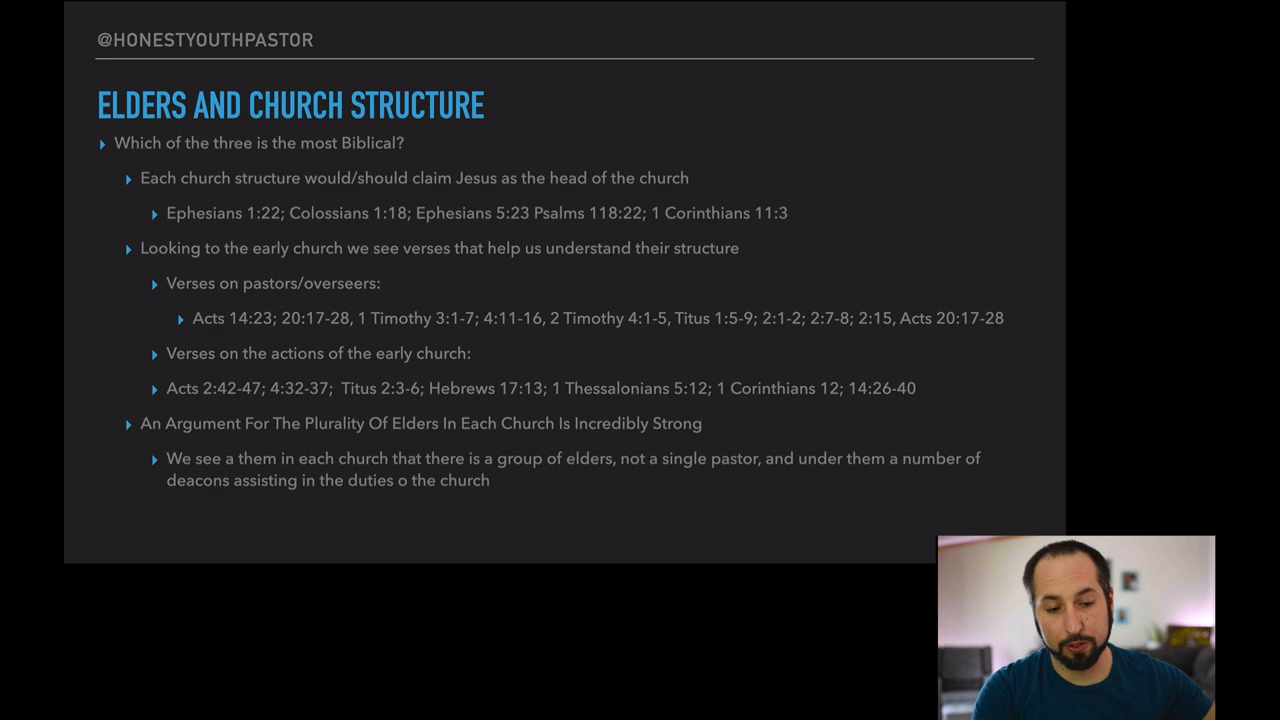 @HONESTYOUTHPASTOR
ELDERS AND CHURCH STRUCTURE
Which of the three is the most Biblical?
Each church structure would/should claim Jesus as the head of the church
Ephesians 1:22; Colossians 1:18; Ephesians 5:23 Psalms 118:22; 1 Corinthians 11:3
Looking to the early church we see verses that help us understand their structure
Verses on pastors/overseers:
Acts 14:23; 20:17-28, 1 Timothy 3:1-7; 4:11-16, 2 Timothy 4:1-5, Titus 1:5-9; 2:1-2; 2:7-8; 2:15, Acts 20:17-28
Verses on the actions of the early church:
Acts 2:42-47; 4:32-37; Titus 2:3-6; Hebrews 17:13; 1 Thessalonians 5:12; 1 Corinthians 12; 14:26-40
An Argument For The Plurality Of Elders In Each Church Is Incredibly Strong
We see a them in each church that there is a group of elders, not a single pastor, and under them a number of
deacons assisting in the duties o the church